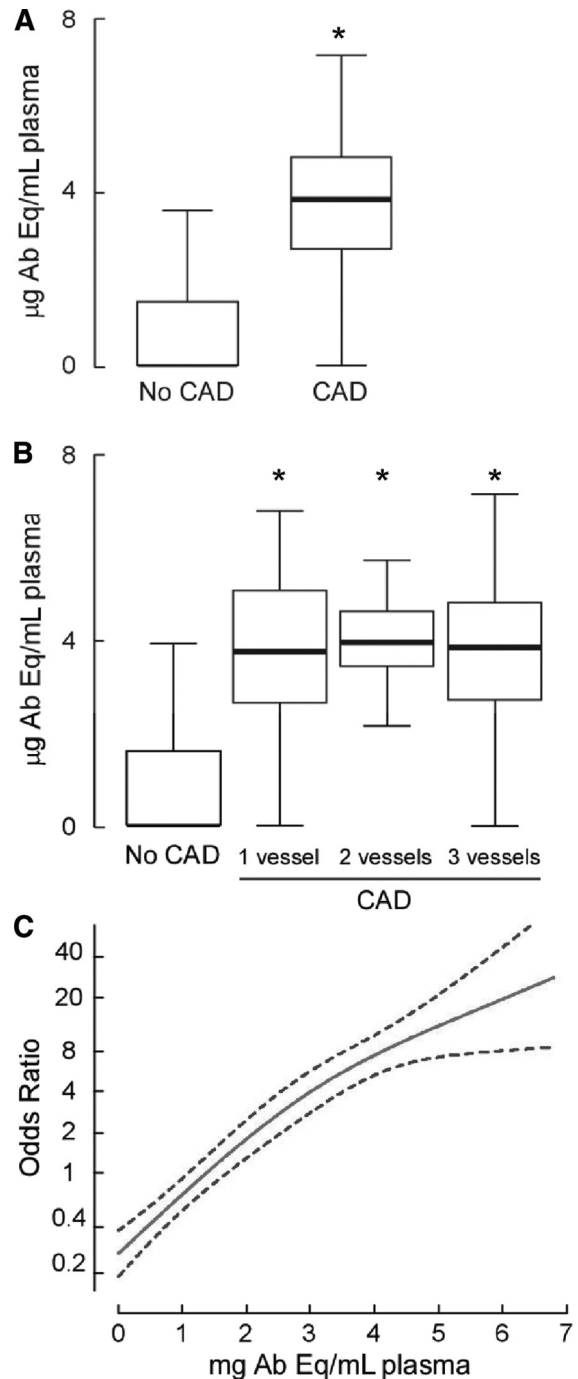 A
8
*
µg Ab Eq/mL plasma
4
0
No CAD
CAD
B
8
* * *
µg Ab Eq/mL plasma
4
0
No CAD 1 vessel 2 vessels 3 vessels
CAD
C
40
20
8
Odds Ratio
4
2
1
0.4
0.2
0 1 2 3 4 5 6 7
mg Ab Eq/mL plasma